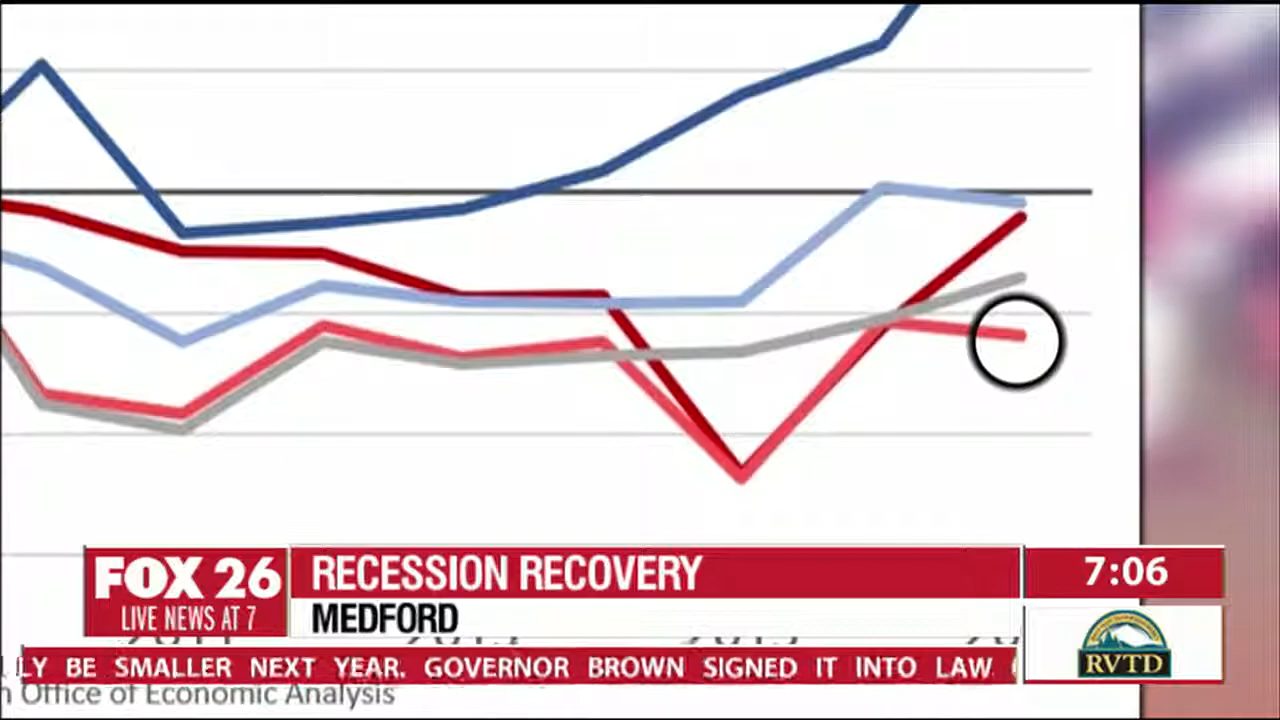 FOX 26
LIVE NEWS AT 7
RECESSION RECOVERY
MEDFORD
7:06
RVTD
LY BE SMALLER NEXT YEAR. GOVERNOR BROWN SIGNED IT INTO LAW
Office of Economic Analysis